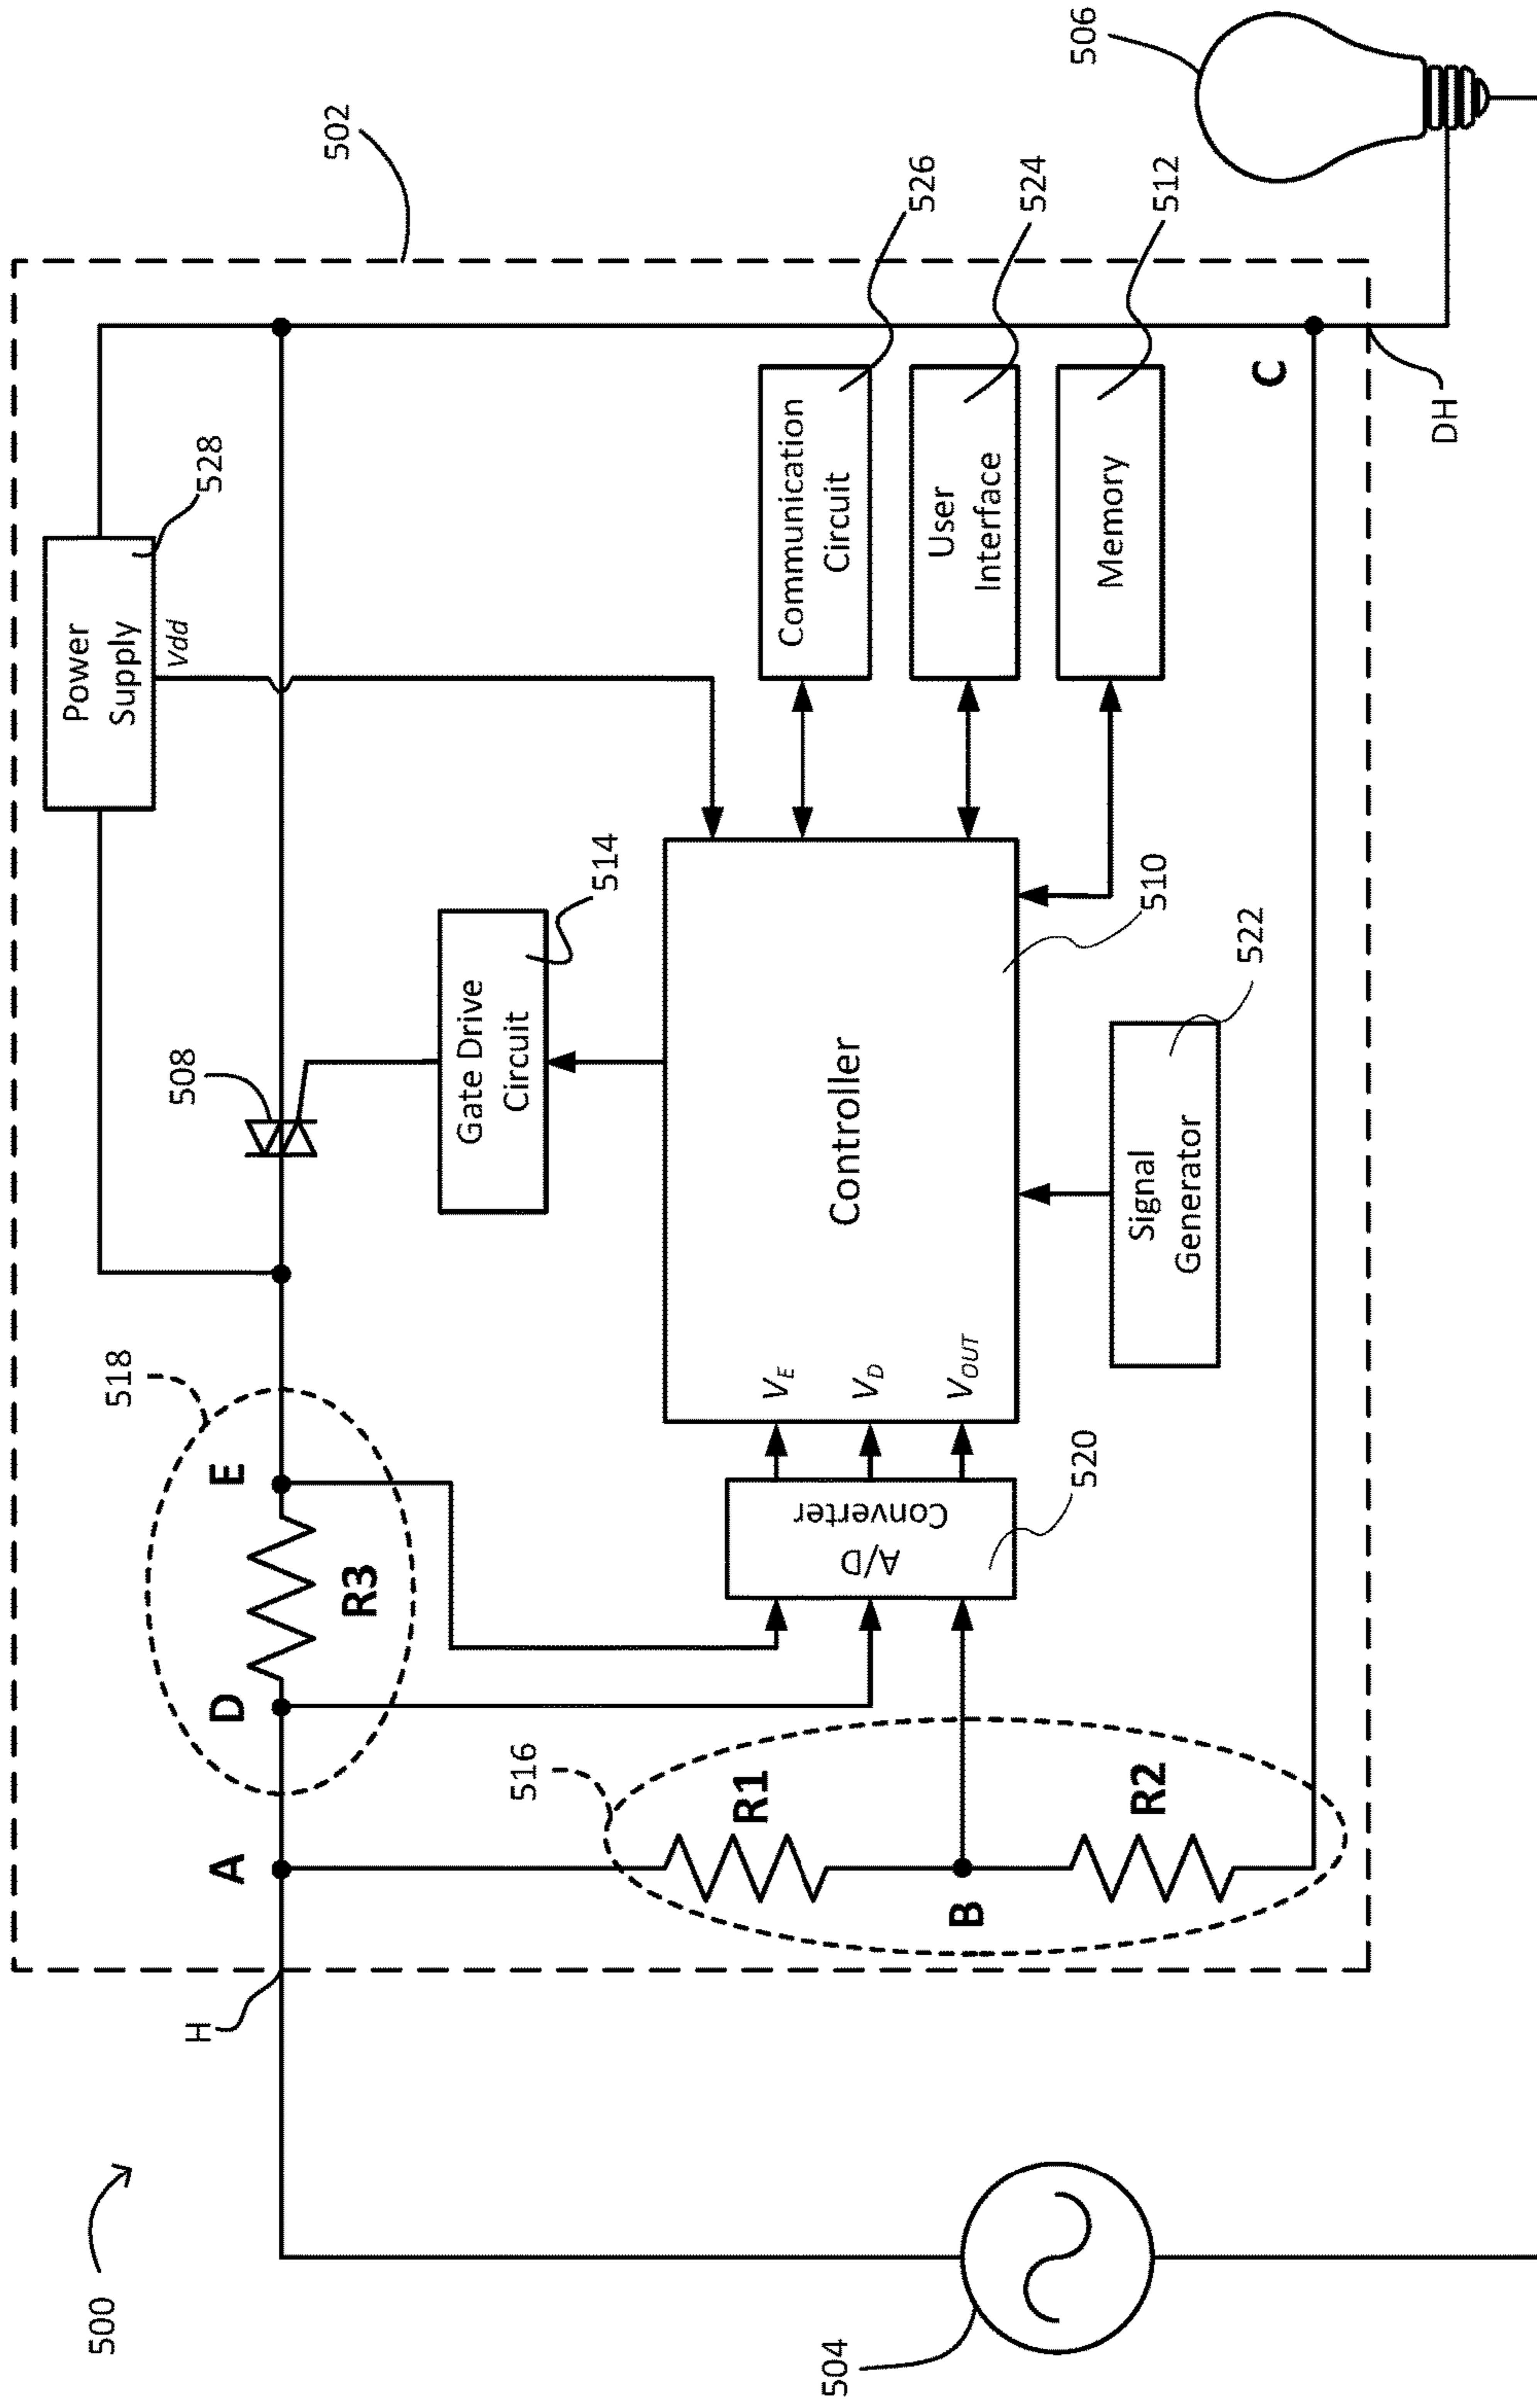 500
502
Power
Supply
Vdd
528
518
508
A
D
E
R3
H
Gate Drive
Circuit
514
516
R1
B
R2
A/D
Converter
520
V_E
V_D
V_OUT
Controller
510
Communication
Circuit
526
User
Interface
524
Memory
512
Signal
Generator
522
C
DH
504
506